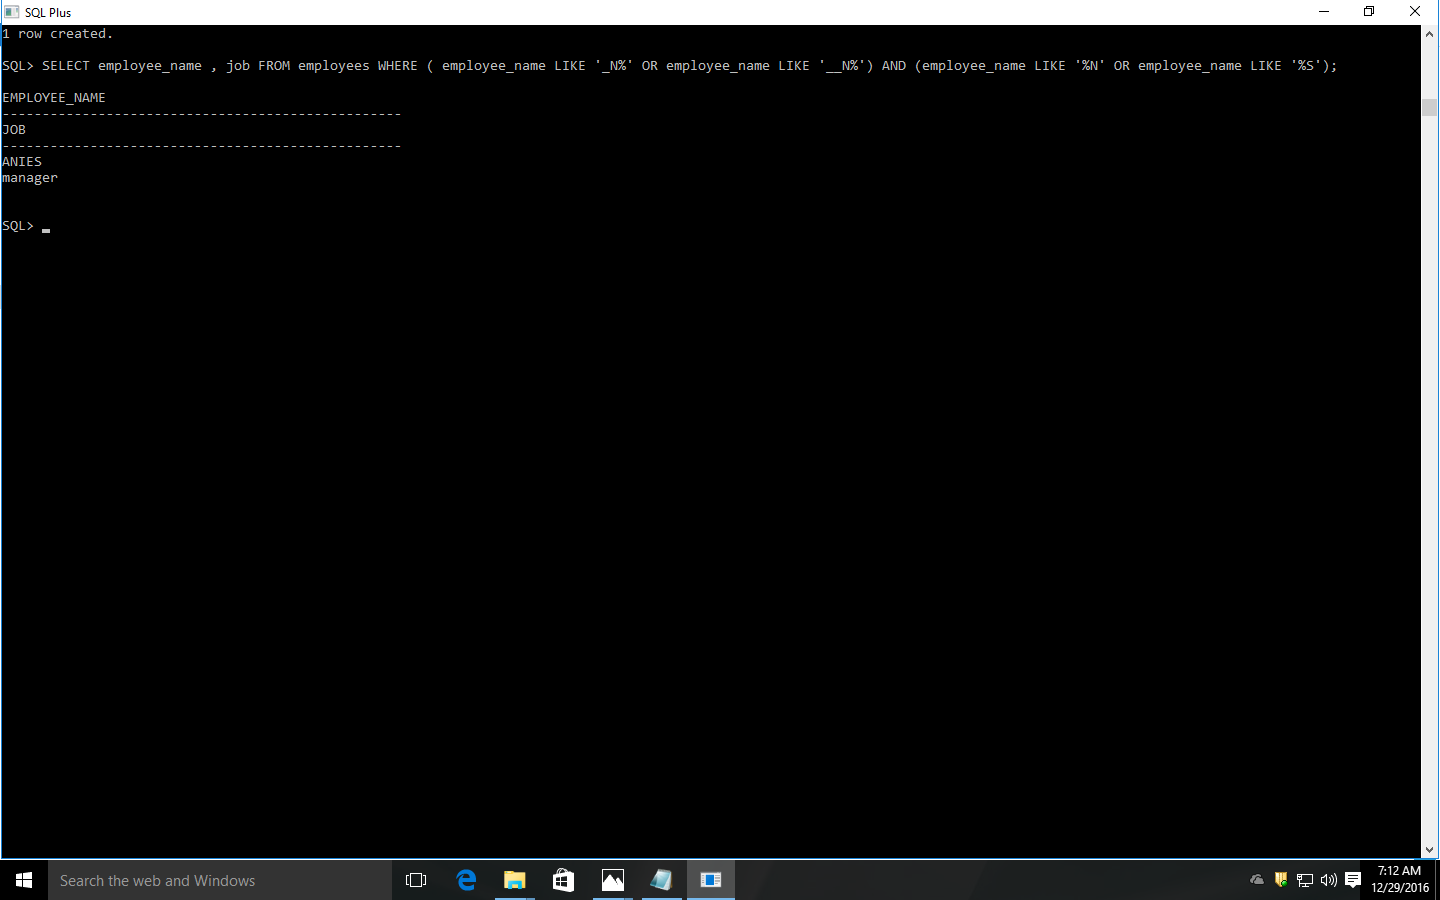 SQL Plus
1 row created.
SQL> SELECT employee_name , job FROM employees WHERE ( employee_name LIKE '_N%' OR employee_name LIKE '__N%') AND (employee_name LIKE '%N' OR employee_name LIKE '%S');
EMPLOYEE_NAME
--------------------------------------------------
JOB
--------------------------------------------------
ANIES
manager
SQL> _
Search the web and Windows
7:12 AM
12/29/2016